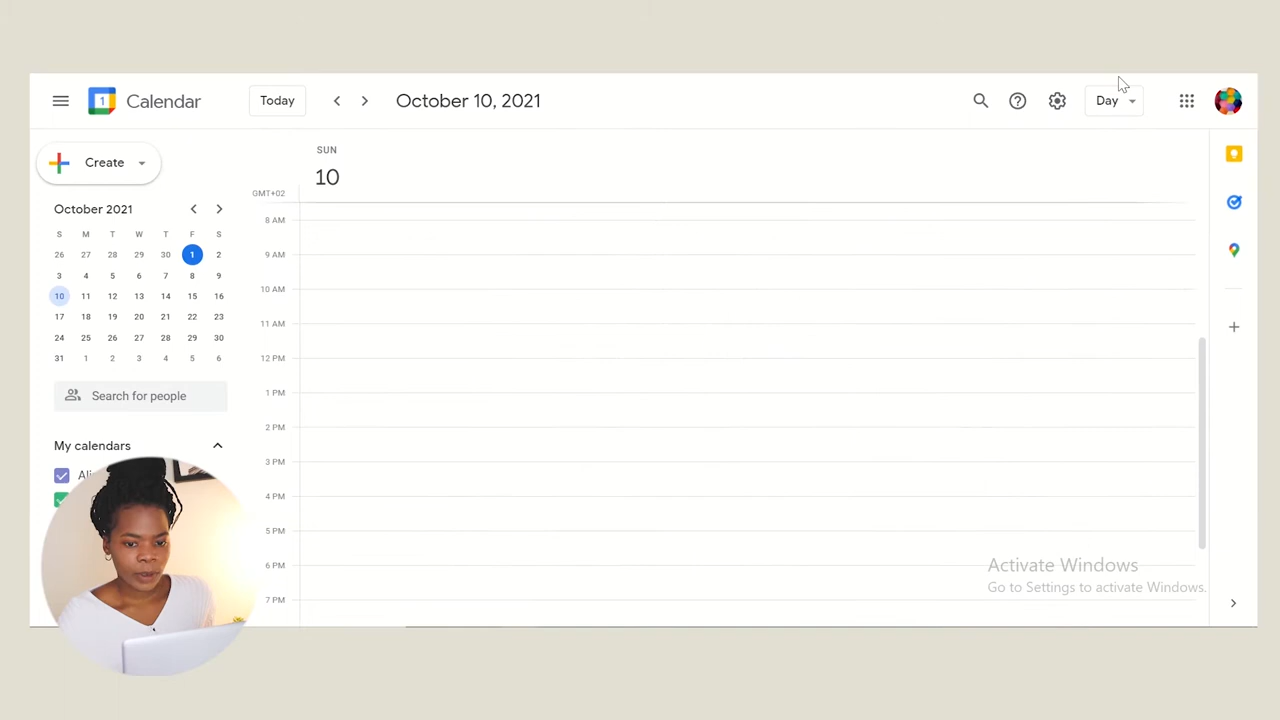 1 Calendar Today October 10, 2021 Day
Create
SUN
10
GMT+02
October 2021
S M T W T F S
26 27 28 29 30 1 2
3 4 5 6 7 8 9
10 11 12 13 14 15 16
17 18 19 20 21 22 23
24 25 26 27 28 29 30
31 1 2 3 4 5 6
Search for people
My calendars
8 AM
9 AM
10 AM
11 AM
12 PM
1 PM
2 PM
3 PM
4 PM
5 PM
6 PM
7 PM
Activate Windows
Go to Settings to activate Windows.